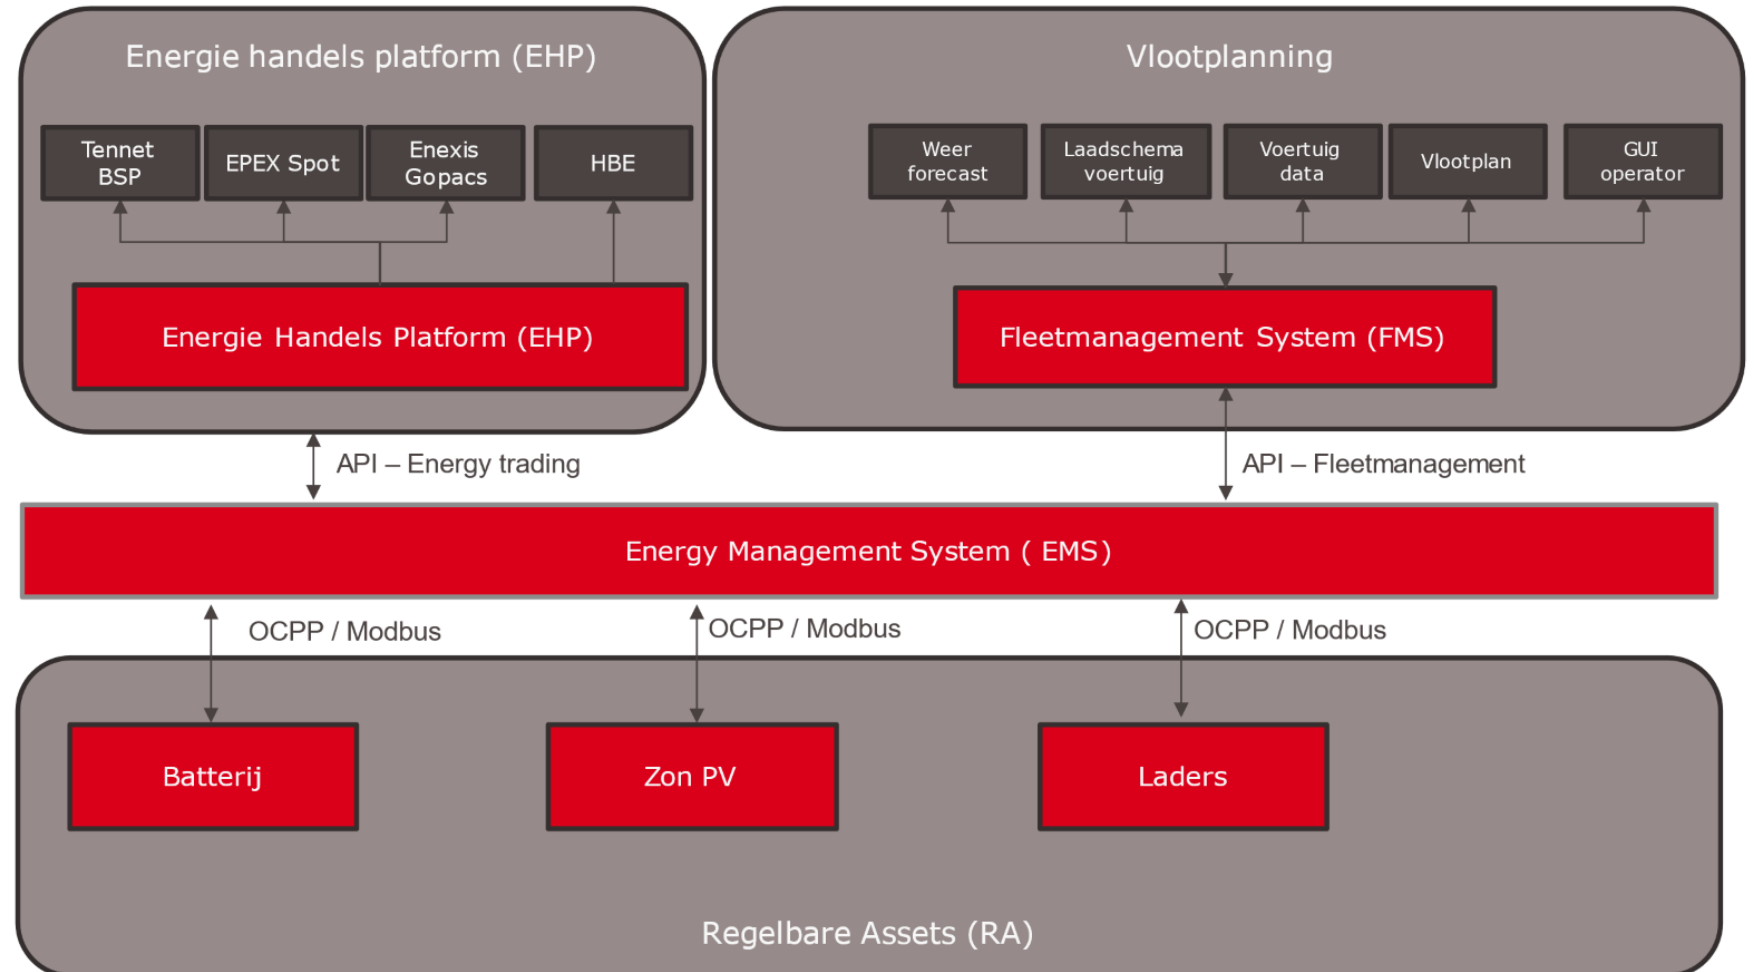 Energie handels platform (EHP)
Tennet
BSP
EPEX Spot
Enexis
Gopacs
HBE
Energie Handels Platform (EHP)
Vlootplanning
Weer
forecast
Laadschema
voertuig
Voertuig
data
Vlootplan
GUI
operator
Fleetmanagement System (FMS)
API – Energy trading
API – Fleetmanagement
Energy Management System ( EMS)
OCPP / Modbus
OCPP / Modbus
OCPP / Modbus
Batterij
Zon PV
Laders
Regelbare Assets (RA)